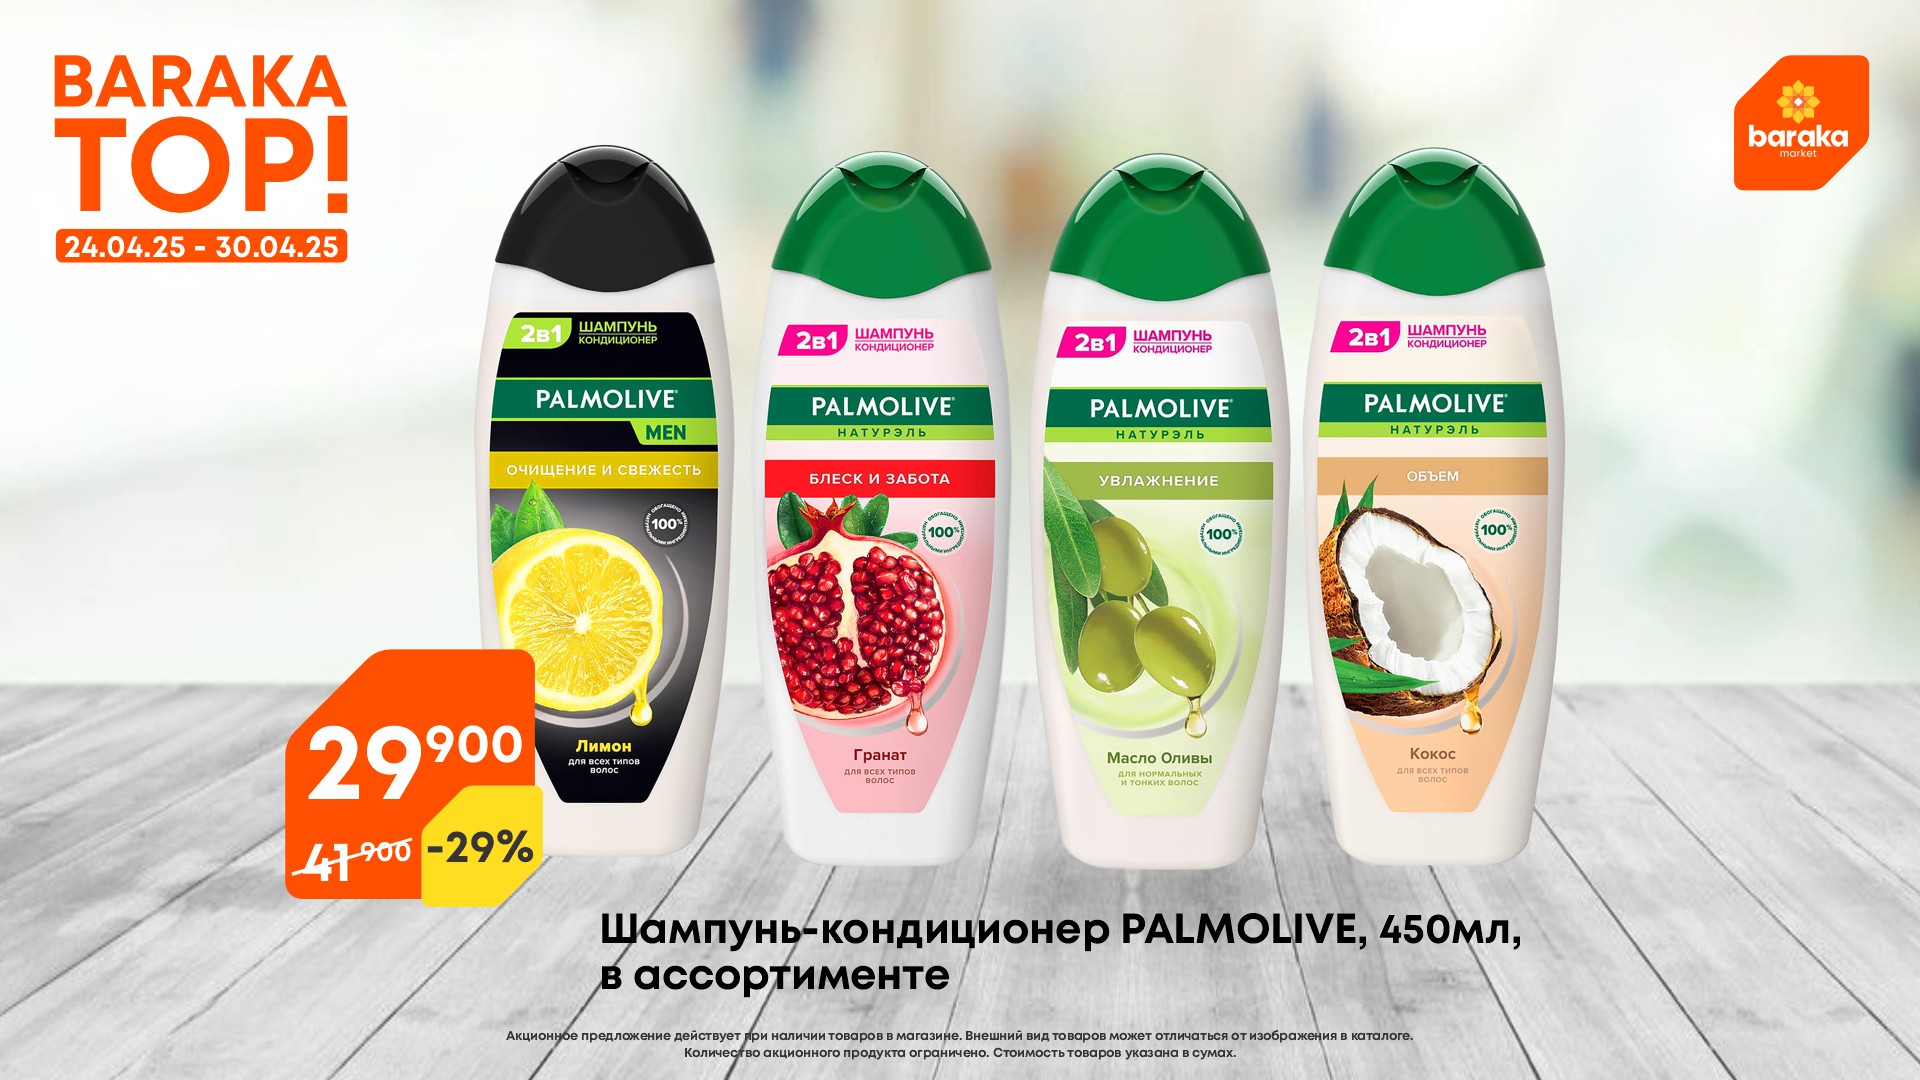 BARAKA
TOP!
24.04.25 - 30.04.25
baraka
market
2в1 ШАМПУНЬ
КОНДИЦИОНЕР
PALMOLIVE
MEN
ОЧИЩЕНИЕ И СВЕЖЕСТЬ
100%
Лимон
ДЛЯ ВСЕХ ТИПОВ
ВОЛОС
2в1 ШАМПУНЬ
КОНДИЦИОНЕР
PALMOLIVE
НАТУРЭЛЬ
БЛЕСК И ЗАБОТА
100%
Гранат
ДЛЯ ВСЕХ ТИПОВ
ВОЛОС
2в1 ШАМПУНЬ
КОНДИЦИОНЕР
PALMOLIVE
НАТУРЭЛЬ
УВЛАЖНЕНИЕ
100%
Масло Оливы
ДЛЯ НОРМАЛЬНЫХ
И ТОНКИХ ВОЛОС
2в1 ШАМПУНЬ
КОНДИЦИОНЕР
PALMOLIVE
НАТУРЭЛЬ
ОБЪЕМ
100%
Кокос
ДЛЯ ВСЕХ ТИПОВ
ВОЛОС
29 900
41 900
-29%
Шампунь-кондиционер PALMOLIVE, 450мл,
в ассортименте
Акционное предложение действует при наличии товаров в магазине. Внешний вид товаров может отличаться от изображения в каталоге.
Количество акционного продукта ограничено. Стоимость товаров указана в сумах.